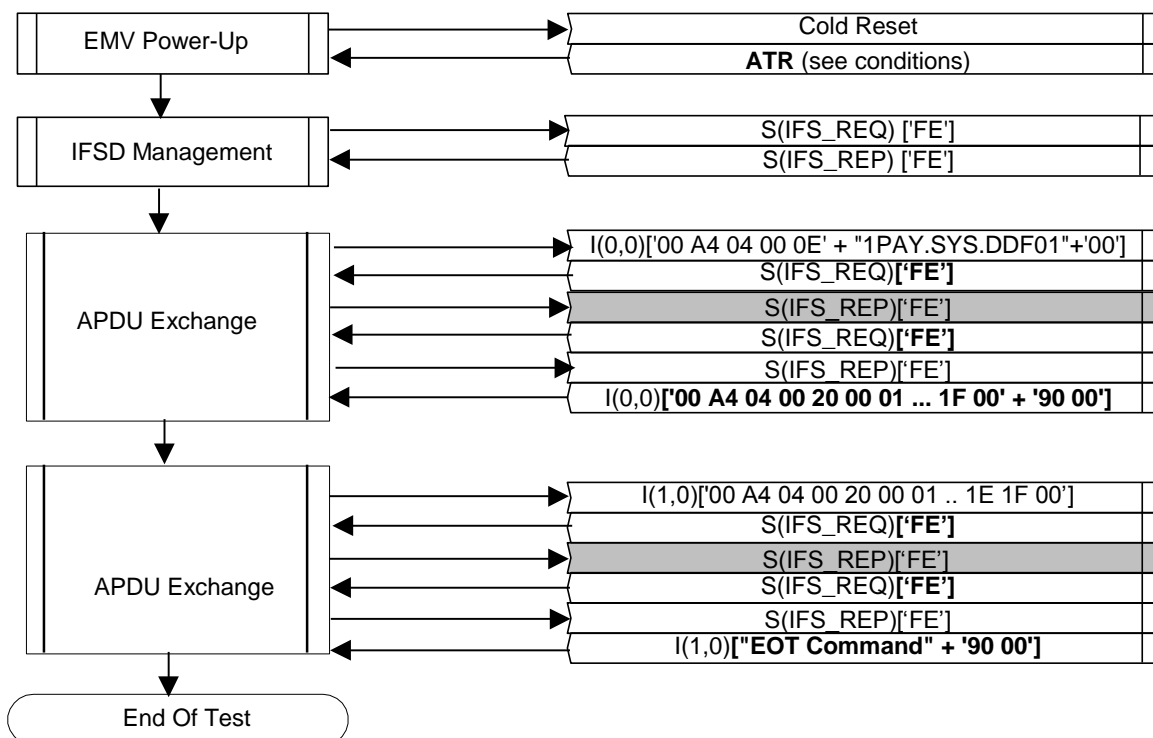 EMV Power-Up
Cold Reset
ATR (see conditions)
IFSD Management
S(IFS_REQ) ['FE']
S(IFS_REP) ['FE']
APDU Exchange
I(0,0)['00 A4 04 00 0E' + "1PAY.SYS.DDF01"+'00']
S(IFS_REQ)[‘FE’]
S(IFS_REP)[‘FE’]
S(IFS_REQ)[‘FE’]
S(IFS_REP)[‘FE’]
I(0,0)['00 A4 04 00 20 00 01 ... 1F 00' + '90 00']
APDU Exchange
I(1,0)['00 A4 04 00 20 00 01 .. 1E 1F 00’]
S(IFS_REQ)[‘FE’]
S(IFS_REP)[‘FE’]
S(IFS_REQ)[‘FE’]
S(IFS_REP)[‘FE’]
I(1,0)["EOT Command" + '90 00']
End Of Test